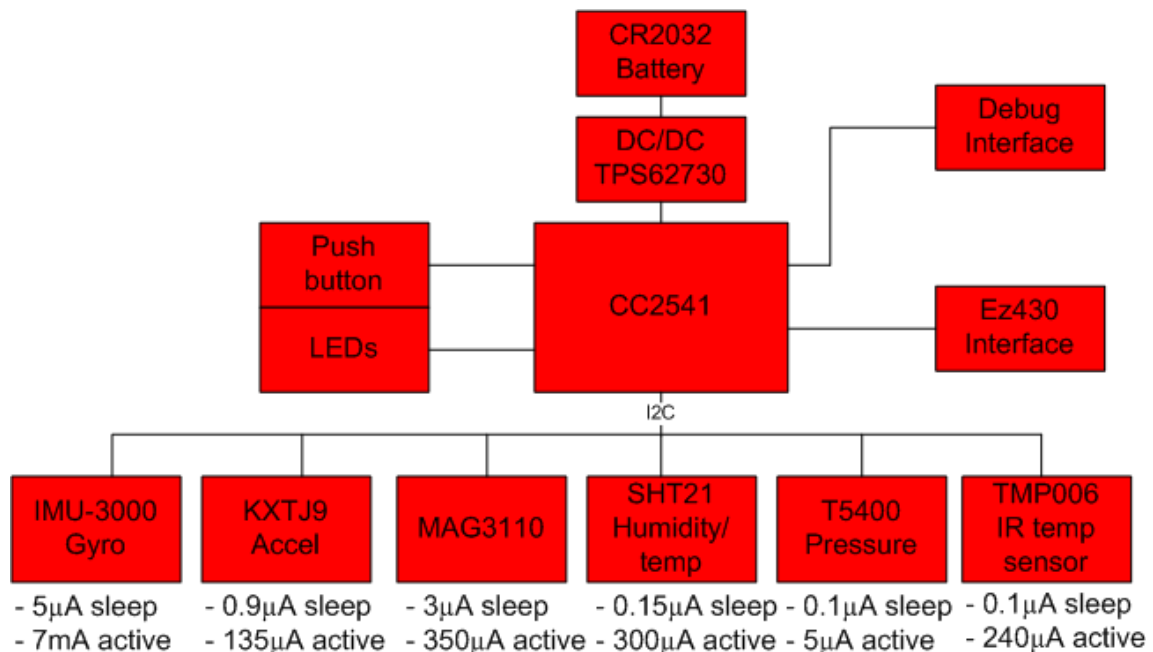 CR2032
Battery
DC/DC
TPS62730
Debug
Interface
Push
button
LEDs
CC2541
Ez430
Interface
I2C
IMU-3000
Gyro
KXTJ9
Accel
MAG3110
SHT21
Humidity/
temp
T5400
Pressure
TMP006
IR temp
sensor
- 5μA sleep
- 7mA active
- 0.9μA sleep
- 135μA active
- 3μA sleep
- 350μA active
- 0.15μA sleep
- 300μA active
- 0.1μA sleep
- 5μA active
- 0.1μA sleep
- 240μA active